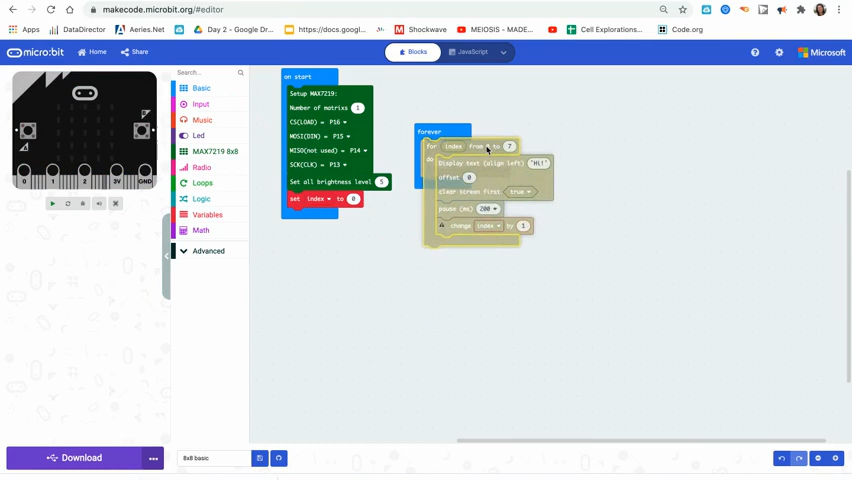 makecode.microbit.org/#editor
Apps
DataDirector
Aeries.Net
Day 2 - Google Dr...
https://docs.googl...
Shockwave
MEIOSIS - MADE...
Cell Explorations...
Code.org
micro:bit
Home
Share
Blocks
JavaScript
Microsoft
0 1 2 3V GND
Search...
Basic
Input
Music
Led
MAX7219 8x8
Radio
Loops
Logic
Variables
Math
Advanced
on start
Setup MAX7219:
Number of matrixs 1
CS(LOAD) = P16
MOSI(DIN) = P15
MISO(not used) = P14
SCK(CLK) = P13
Set all brightness level 5
set index to 0
forever
for index from to 7
do
Display text (align left) "Hi!"
offset 0
clear screen first true
pause (ms) 200
change index by 1
Download
8x8 basic